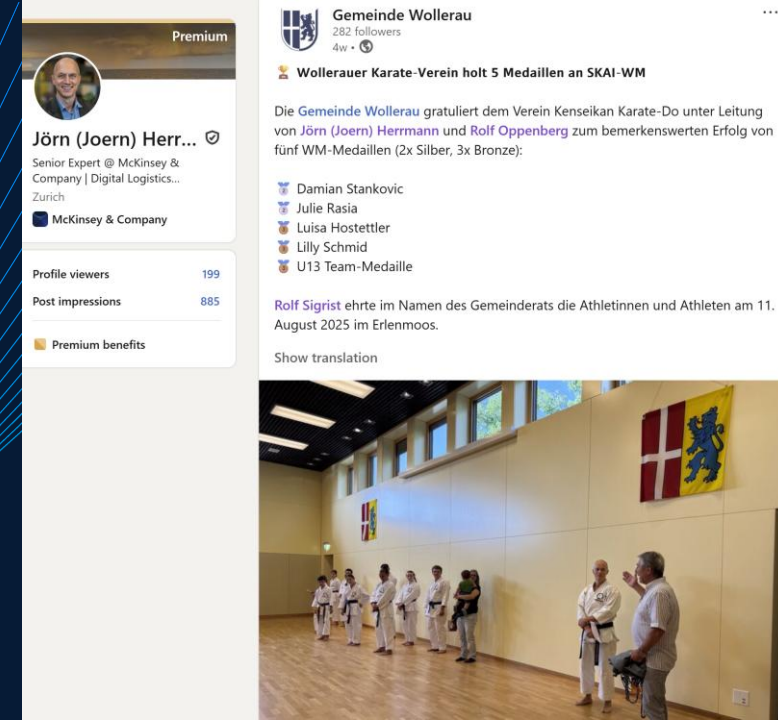 Premium
Jörn (Joern) Herr...
Senior Expert @ McKinsey &
Company | Digital Logistics...
Zurich
McKinsey & Company
Profile viewers 199
Post impressions 885
Premium benefits
Gemeinde Wollerau
282 followers
4w •
Wollerauer Karate-Verein holt 5 Medaillen an SKAI-WM
Die Gemeinde Wollerau gratuliert dem Verein Kenseikan Karate-Do unter Leitung
von Jörn (Joern) Herrmann und Rolf Oppenberg zum bemerkenswerten Erfolg von
fünf WM-Medaillen (2x Silber, 3x Bronze):
Damian Stankovic
Julie Rasia
Luisa Hostettler
Lilly Schmid
U13 Team-Medaille
Rolf Sigrist ehrte im Namen des Gemeinderats die Athletinnen und Athleten am 11.
August 2025 im Erlenmoos.
Show translation